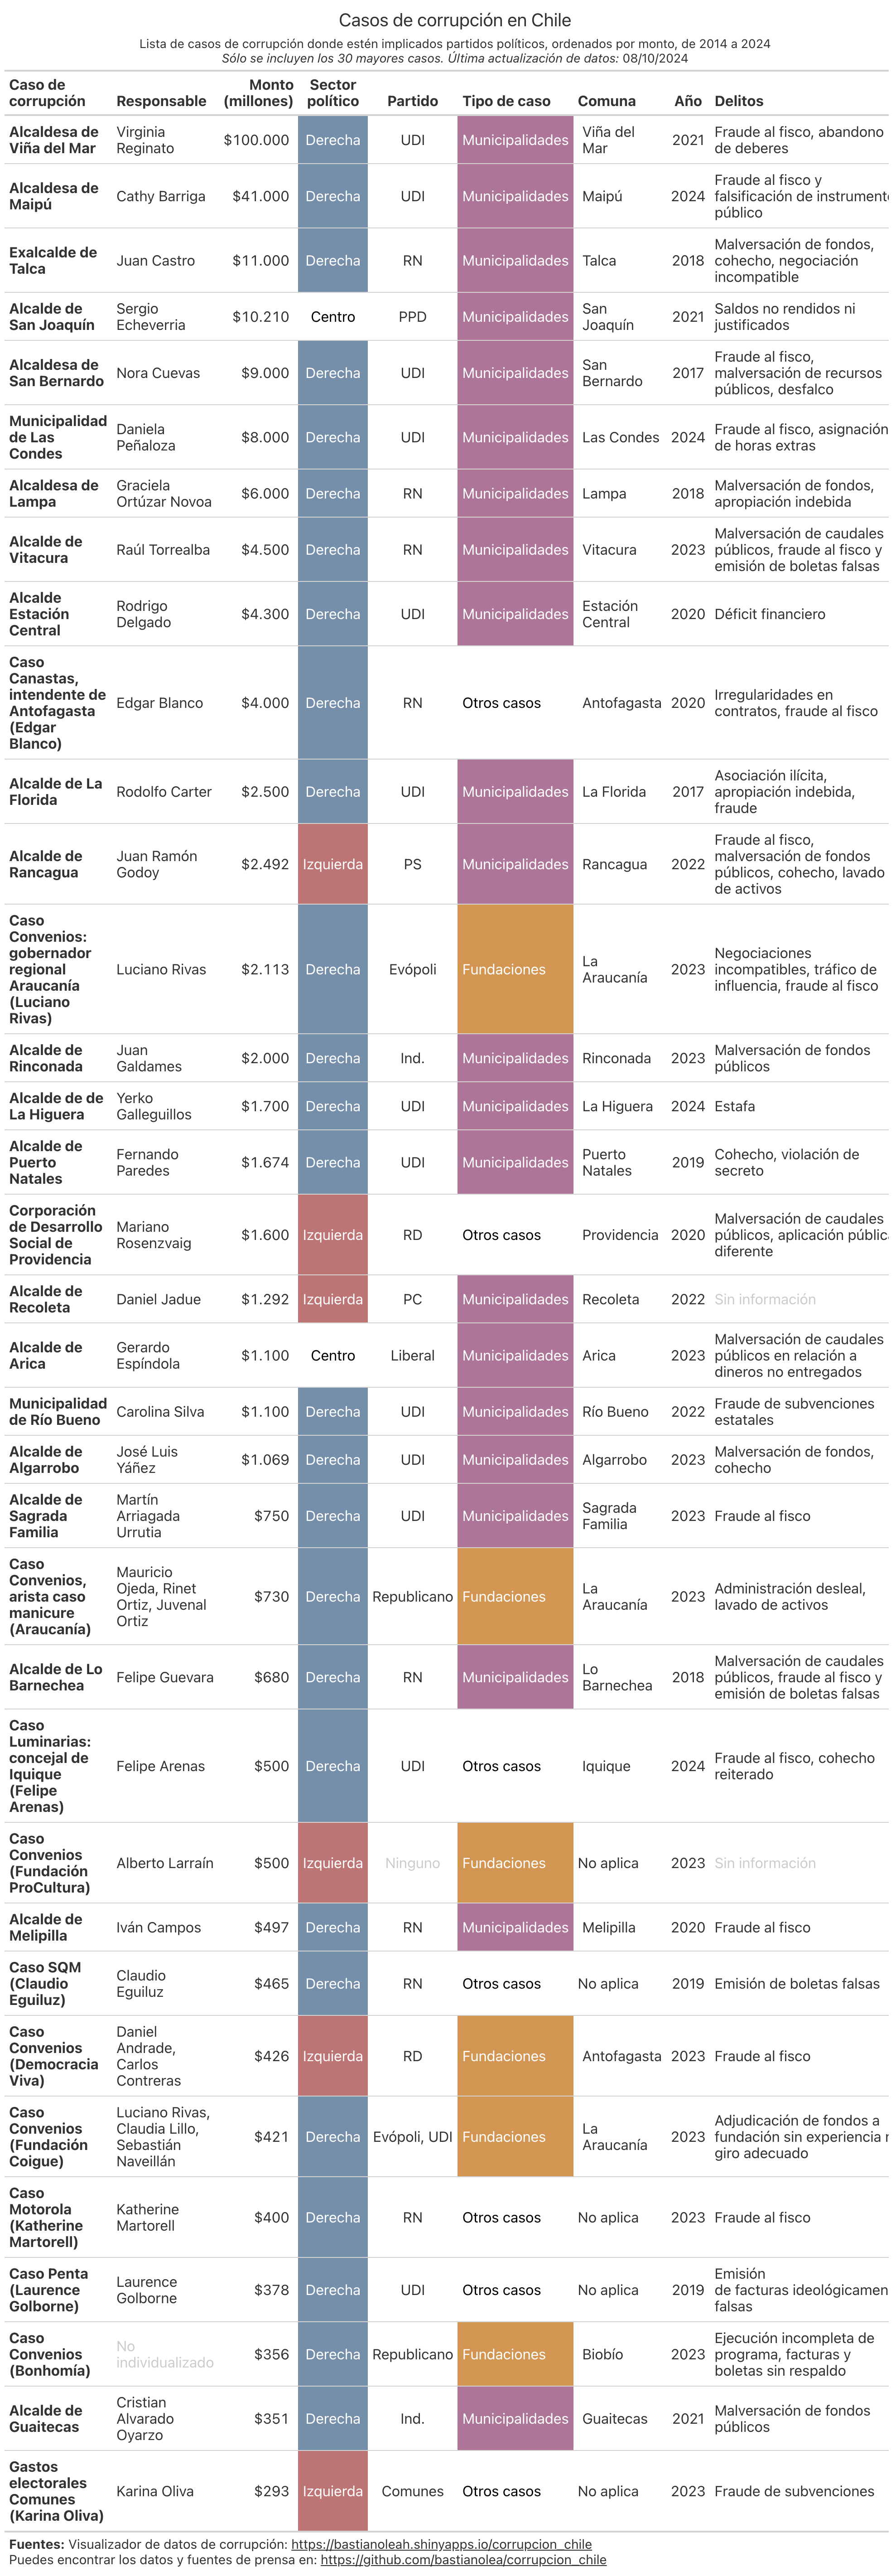 Casos de corrupción en Chile
Lista de casos de corrupción donde estén implicados partidos políticos, ordenados por monto, de 2014 a 2024
Sólo se incluyen los 30 mayores casos. Última actualización de datos: 08/10/2024
Caso de corrupción Responsable Monto (millones) Sector político Partido Tipo de caso Comuna Año Delitos
Alcaldesa de Viña del Mar Virginia Reginato $100.000 Derecha UDI Municipalidades Viña del Mar 2021 Fraude al fisco, abandono de deberes
Alcaldesa de Maipú Cathy Barriga $41.000 Derecha UDI Municipalidades Maipú 2024 Fraude al fisco y falsificación de instrument público
Exalcalde de Talca Juan Castro $11.000 Derecha RN Municipalidades Talca 2018 Malversación de fondos, cohecho, negociación incompatible
Alcalde de San Joaquín Sergio Echeverria $10.210 Centro PPD Municipalidades San Joaquín 2021 Saldos no rendidos ni justificados
Alcaldesa de San Bernardo Nora Cuevas $9.000 Derecha UDI Municipalidades San Bernardo 2017 Fraude al fisco, malversación de recursos públicos, desfalco
Municipalidad de Las Condes Daniela Peñaloza $8.000 Derecha UDI Municipalidades Las Condes 2024 Fraude al fisco, asignación de horas extras
Alcaldesa de Lampa Graciela Ortúzar Novoa $6.000 Derecha RN Municipalidades Lampa 2018 Malversación de fondos, apropiación indebida
Alcalde de Vitacura Raúl Torrealba $4.500 Derecha RN Municipalidades Vitacura 2023 Malversación de caudales públicos, fraude al fisco y emisión de boletas falsas
Alcalde Estación Central Rodrigo Delgado $4.300 Derecha UDI Municipalidades Estación Central 2020 Déficit financiero
Caso Canastas, intendente de Antofagasta (Edgar Blanco) Edgar Blanco $4.000 Derecha RN Otros casos Antofagasta 2020 Irregularidades en contratos, fraude al fisco
Alcalde de La Florida Rodolfo Carter $2.500 Derecha UDI Municipalidades La Florida 2017 Asociación ilícita, apropiación indebida, fraude
Alcalde de Rancagua Juan Ramón Godoy $2.492 Izquierda PS Municipalidades Rancagua 2022 Fraude al fisco, malversación de fondos públicos, cohecho, lavado de activos
Caso Convenios: gobernador regional Araucanía (Luciano Rivas) Luciano Rivas $2.113 Derecha Evópoli Fundaciones La Araucanía 2023 Negociaciones incompatibles, tráfico de influencia, fraude al fisco
Alcalde de Rinconada Juan Galdames $2.000 Derecha Ind. Municipalidades Rinconada 2023 Malversación de fondos públicos
Alcalde de de La Higuera Yerko Galleguillos $1.700 Derecha UDI Municipalidades La Higuera 2024 Estafa
Alcalde de Puerto Natales Fernando Paredes $1.674 Derecha UDI Municipalidades Puerto Natales 2019 Cohecho, violación de secreto
Corporación de Desarrollo Social de Providencia Mariano Rosenzvaig $1.600 Izquierda RD Otros casos Providencia 2020 Malversación de caudales públicos, aplicación públic diferente
Alcalde de Recoleta Daniel Jadue $1.292 Izquierda PC Municipalidades Recoleta 2022 Sin información
Alcalde de Arica Gerardo Espíndola $1.100 Centro Liberal Municipalidades Arica 2023 Malversación de caudales públicos en relación a dineros no entregados
Municipalidad de Río Bueno Carolina Silva $1.100 Derecha UDI Municipalidades Río Bueno 2022 Fraude de subvenciones estatales
Alcalde de Algarrobo José Luis Yáñez $1.069 Derecha UDI Municipalidades Algarrobo 2023 Malversación de fondos, cohecho
Alcalde de Sagrada Familia Martín Arriagada Urrutia $750 Derecha UDI Municipalidades Sagrada Familia 2023 Fraude al fisco
Caso Convenios, arista caso manicure (Araucanía) Mauricio Ojeda, Rinet Ortiz, Juvenal Ortiz $730 Derecha Republicano Fundaciones La Araucanía 2023 Administración desleal, lavado de activos
Alcalde de Lo Barnechea Felipe Guevara $680 Derecha RN Municipalidades Lo Barnechea 2018 Malversación de caudales públicos, fraude al fisco y emisión de boletas falsas
Caso Luminarias: concejal de Iquique (Felipe Arenas) Felipe Arenas $500 Derecha UDI Otros casos Iquique 2024 Fraude al fisco, cohecho reiterado
Caso Convenios (Fundación ProCultura) Alberto Larraín $500 Izquierda Ninguno Fundaciones No aplica 2023 Sin información
Alcalde de Melipilla Iván Campos $497 Derecha RN Municipalidades Melipilla 2020 Fraude al fisco
Caso SQM (Claudio Eguiluz) Claudio Eguiluz $465 Derecha RN Otros casos No aplica 2019 Emisión de boletas falsas
Caso Convenios (Democracia Viva) Daniel Andrade, Carlos Contreras $426 Izquierda RD Fundaciones Antofagasta 2023 Fraude al fisco
Caso Convenios (Fundación Coigue) Luciano Rivas, Claudia Lillo, Sebastián Naveillán $421 Derecha Evópoli, UDI Fundaciones La Araucanía 2023 Adjudicación de fondos a fundación sin experiencia giro adecuado
Caso Motorola (Katherine Martorell) Katherine Martorell $400 Derecha RN Otros casos No aplica 2023 Fraude al fisco
Caso Penta (Laurence Golborne) Laurence Golborne $378 Derecha UDI Otros casos No aplica 2019 Emisión de facturas ideológicamen falsas
Caso Convenios (Bonhomía) No individualizado $356 Derecha Republicano Fundaciones Biobío 2023 Ejecución incompleta de programa, facturas y boletas sin respaldo
Alcalde de Guaitecas Cristian Alvarado Oyarzo $351 Derecha Ind. Municipalidades Guaitecas 2021 Malversación de fondos públicos
Gastos electorales Comunes (Karina Oliva) Karina Oliva $293 Izquierda Comunes Otros casos No aplica 2023 Fraude de subvenciones
Fuentes: Visualizador de datos de corrupción: https://bastianoleah.shinyapps.io/corrupcion_chile
Puedes encontrar los datos y fuentes de prensa en: https://github.com/bastianolea/corrupcion_chile